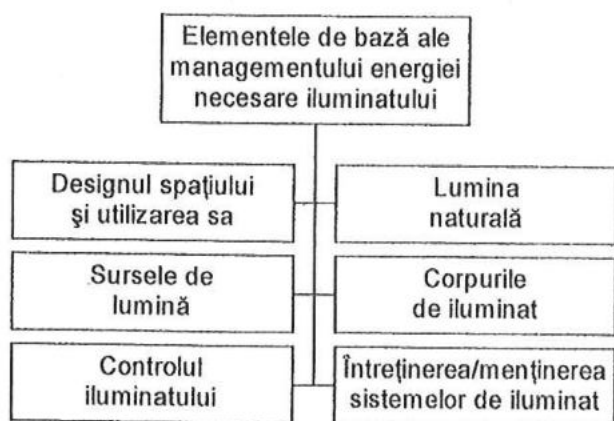 Elementele de bază ale
managementului energiei
necesare iluminatului
Designul spaţiului
şi utilizarea sa
Lumina
naturală
Sursele de
lumină
Corpurile
de iluminat
Controlul
iluminatului
Întreţinerea/menţinerea
sistemelor de iluminat